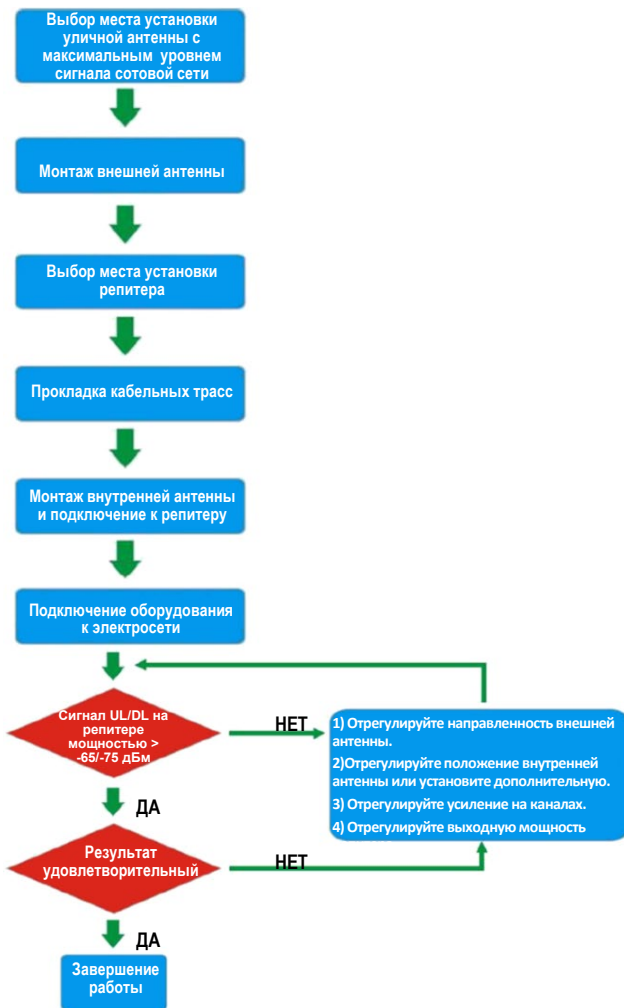 Выбор места установки
уличной антенны с
максимальным уровнем
сигнала сотовой сети
Монтаж внешней антенны
Выбор места установки
репитера
Прокладка кабельных трасс
Монтаж внутренней антенны
и подключение к репитеру
Подключение оборудования
к электросети
Сигнал UL/DL на
репитере
мощностью >
-65/-75 дБм
НЕТ
1) Отрегулируйте направленность внешней
антенны.
2)Отрегулируйте положение внутренней
антенны или установите дополнительную.
3) Отрегулируйте усиление на каналах.
4) Отрегулируйте выходную мощность
ДА
Результат
удовлетворительный
НЕТ
ДА
Завершение
работы